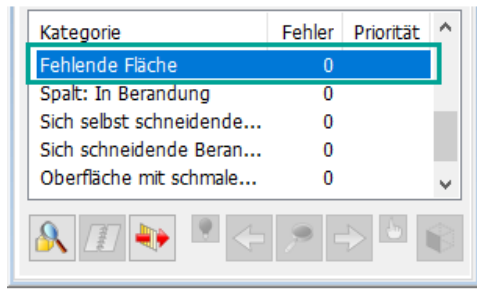 Kategorie Fehler Priorität
Fehlende Fläche 0
Spalt: In Berandung 0
Sich selbst schneidende... 0
Sich schneidende Beran... 0
Oberfläche mit schmale... 0